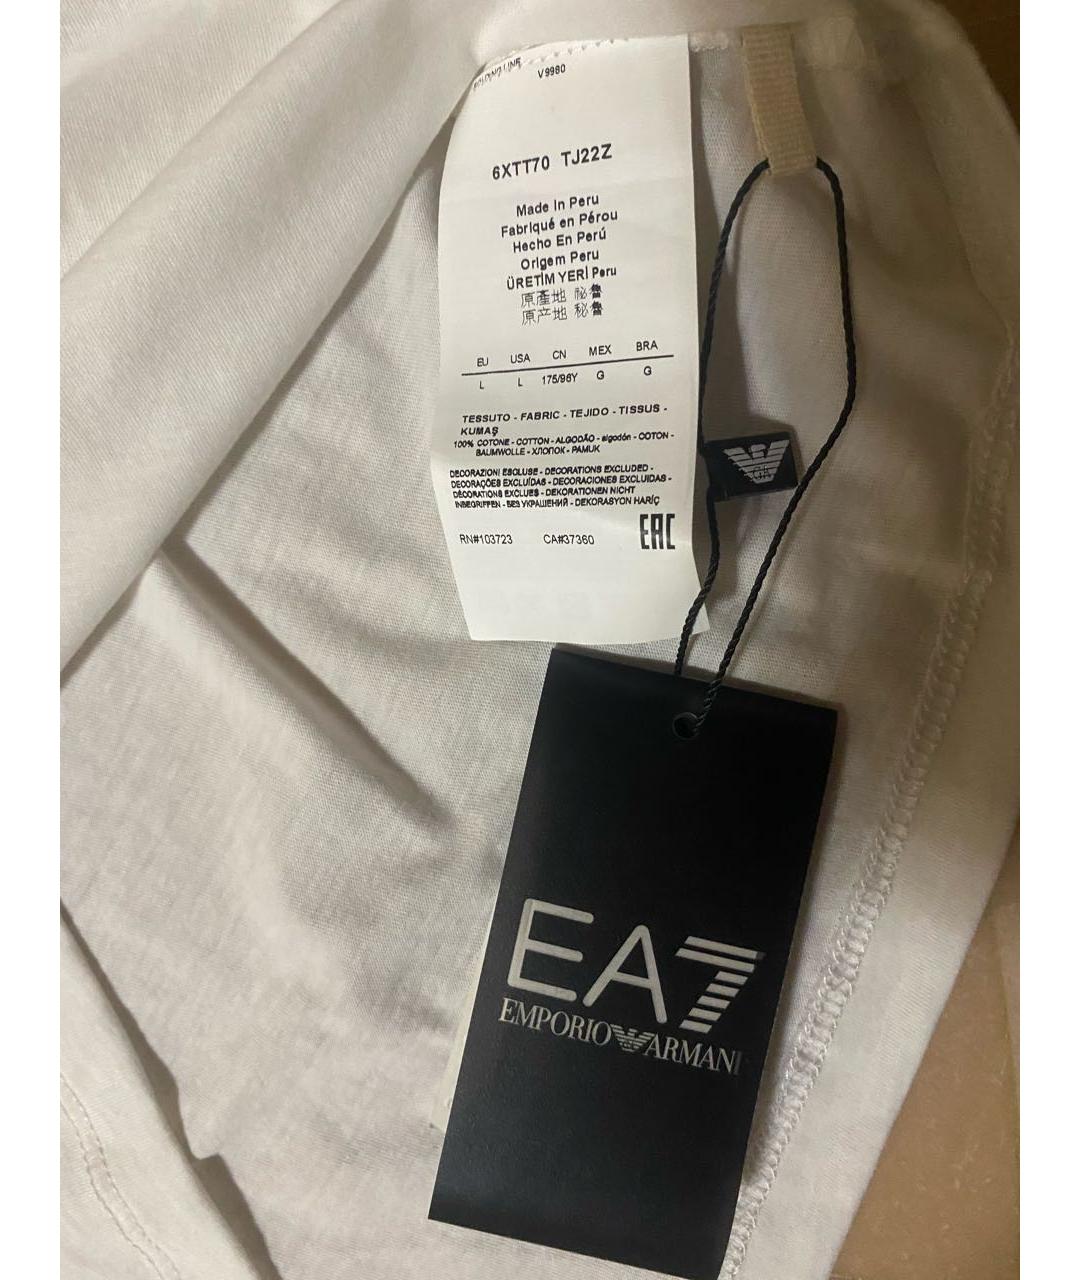 FOLDING LINE
V9980
6XTT70 TJ22Z
Made In Peru
Fabriqué en Pérou
Hecho En Perú
Origem Peru
ÜRETİM YERİ Peru
原產地 秘魯
原产地 秘鲁
EU USA CN MEX BRA
L L 175/96Y G G
TESSUTO - FABRIC - TEJIDO - TISSUS -
KUMAŞ
100% COTONE - COTTON - ALGODÃO - algodón - COTON -
BAUMWOLLE - ХЛОПОК - PAMUK
DECORAZIONI ESCLUSE - DECORATIONS EXCLUDED -
DECORAÇÕES EXCLUÍDAS - DECORACIONES EXCLUIDAS -
DÉCORATIONS EXCLUES - DEKORATIONEN NICHT
INBEGRIFFEN - БЕЗ УКРАШЕНИЙ - DEKORASYON HARİÇ
RN#103723 CA#37360 EAC
EA7
EMPORIO ARMANI